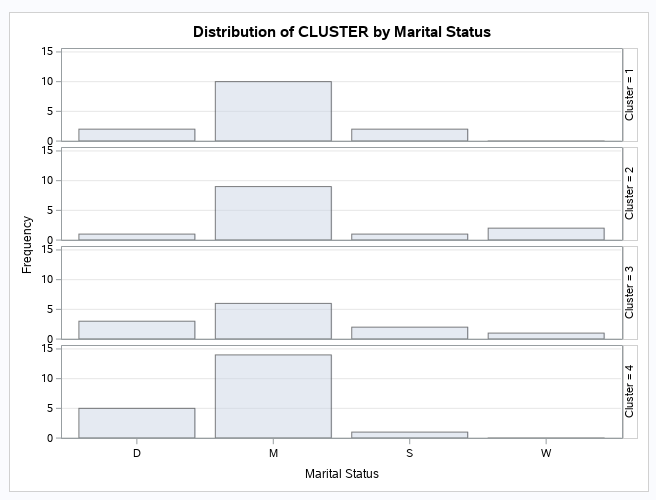 Distribution of CLUSTER by Marital Status
Frequency
15
10
5
0
Cluster = 1
15
10
5
0
Cluster = 2
15
10
5
0
Cluster = 3
15
10
5
0
Cluster = 4
D M S W
Marital Status